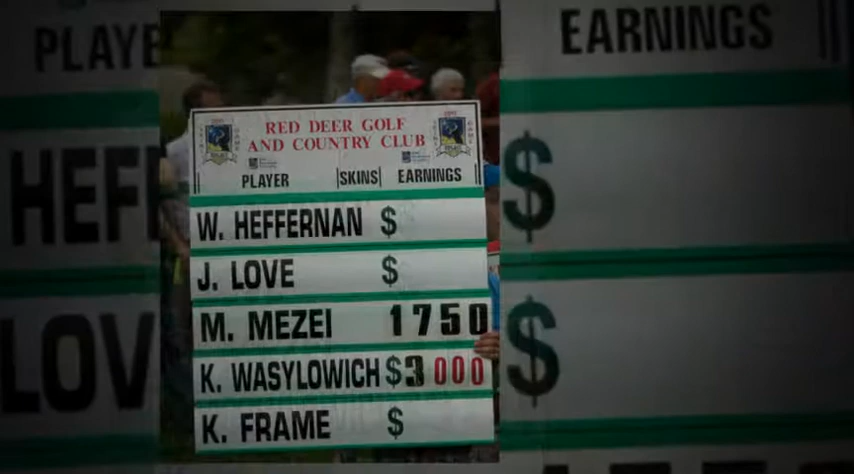 PLAYE
EARNINGS
RED DEER GOLF
AND COUNTRY CLUB
PLAYER SKINS EARNINGS
W. HEFFERNAN $
J. LOVE $
M. MEZEI 1750
K. WASYLOWICH $3000
K. FRAME $
HEF
$
LOV
$